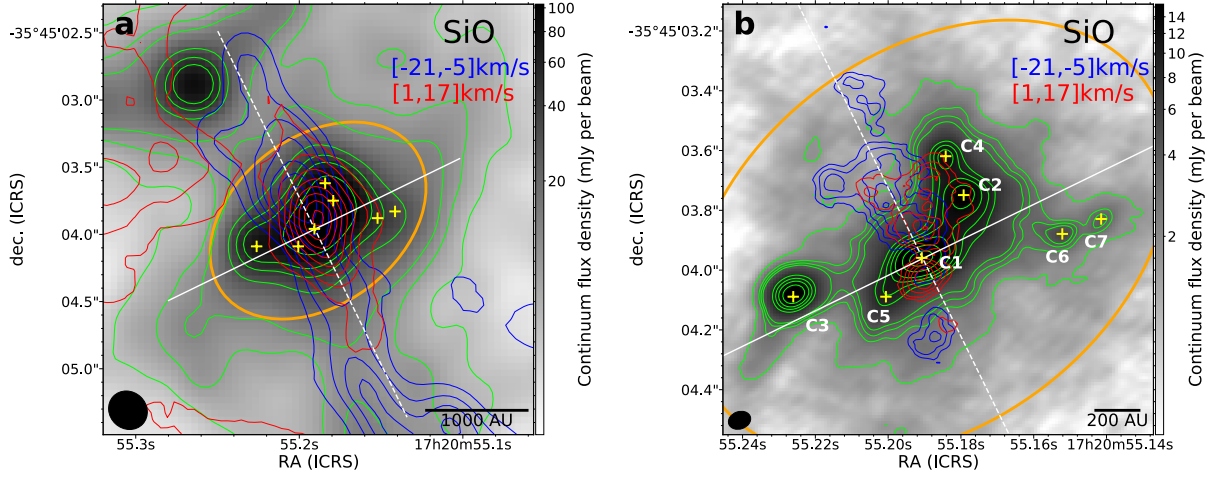 a
SiO
[-21,-5]km/s
[1,17]km/s
-35°45'02.5"
03.0"
03.5"
04.0"
04.5"
05.0"
dec. (ICRS)
55.3s
55.2s
17h20m55.1s
RA (ICRS)
1000 AU
100
80
60
40
20
Continuum flux density (mJy per beam)
b
SiO
[-21,-5]km/s
[1,17]km/s
-35°45'03.2"
03.4"
03.6"
03.8"
04.0"
04.2"
04.4"
dec. (ICRS)
C4
C2
C1
C7
C6
C3
C5
55.24s
55.22s
55.20s
55.18s
55.16s
17h20m55.14s
RA (ICRS)
200 AU
14
12
10
8
6
4
2
Continuum flux density (mJy per beam)